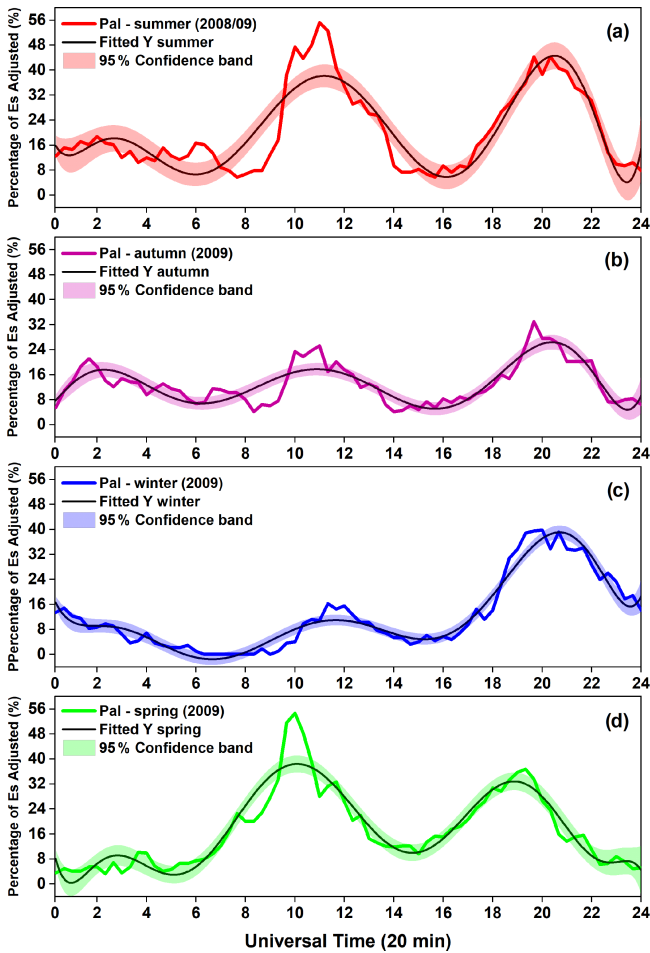 Percentage of Es Adjusted (%)
56
48
40
32
24
16
8
0
Pal - summer (2008/09)
Fitted Y summer
95% Confidence band
(a)
0 2 4 6 8 10 12 14 16 18 20 22 24
Percentage of Es Adjusted (%)
56
48
40
32
24
16
8
0
Pal - autumn (2009)
Fitted Y autumn
95% Confidence band
(b)
0 2 4 6 8 10 12 14 16 18 20 22 24
PPercentage of Es Adjusted (%)
56
48
40
32
24
16
8
0
Pal - winter (2009)
Fitted Y winter
95% Confidence band
(c)
0 2 4 6 8 10 12 14 16 18 20 22 24
Percentage of Es Adjusted (%)
56
48
40
32
24
16
8
0
Pal - spring (2009)
Fitted Y spring
95% Confidence band
(d)
0 2 4 6 8 10 12 14 16 18 20 22 24
Universal Time (20 min)